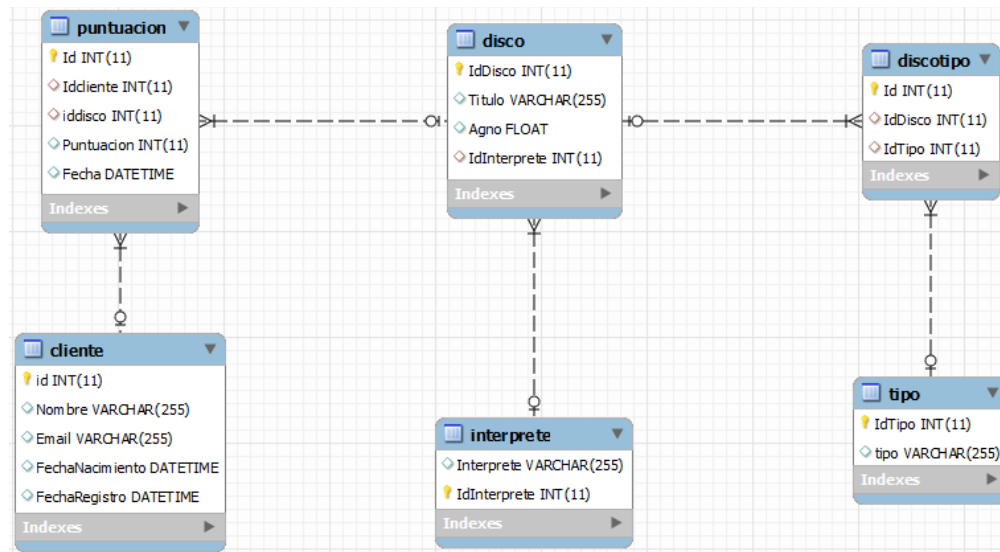 puntuacion
Id INT(11)
Idcliente INT(11)
iddisco INT(11)
Puntuacion INT(11)
Fecha DATETIME
Indexes
disco
IdDisco INT(11)
Titulo VARCHAR(255)
Agno FLOAT
IdInterprete INT(11)
Indexes
discotipo
Id INT(11)
IdDisco INT(11)
IdTipo INT(11)
Indexes
cliente
id INT(11)
Nombre VARCHAR(255)
Email VARCHAR(255)
FechaNacimiento DATETIME
FechaRegistro DATETIME
Indexes
interprete
Interprete VARCHAR(255)
IdInterprete INT(11)
Indexes
tipo
IdTipo INT(11)
tipo VARCHAR(255)
Indexes